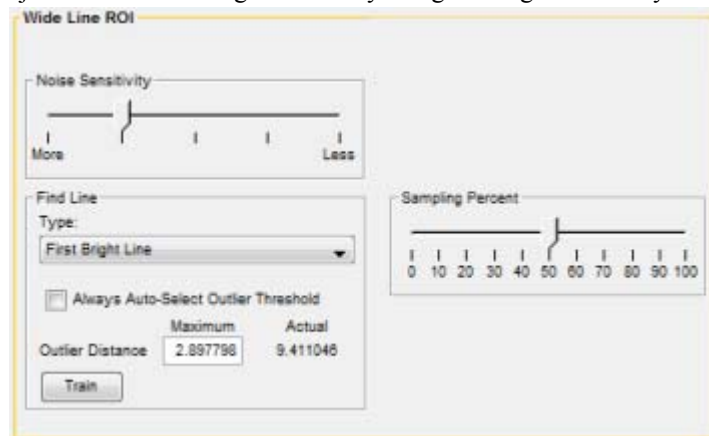 Wide Line ROI
Noise Sensitivity
More Less
Find Line
Type:
First Bright Line
Always Auto-Select Outlier Threshold
Maximum Actual
Outlier Distance 2.897798 9.411046
Train
Sampling Percent
0 10 20 30 40 50 60 70 80 90 100